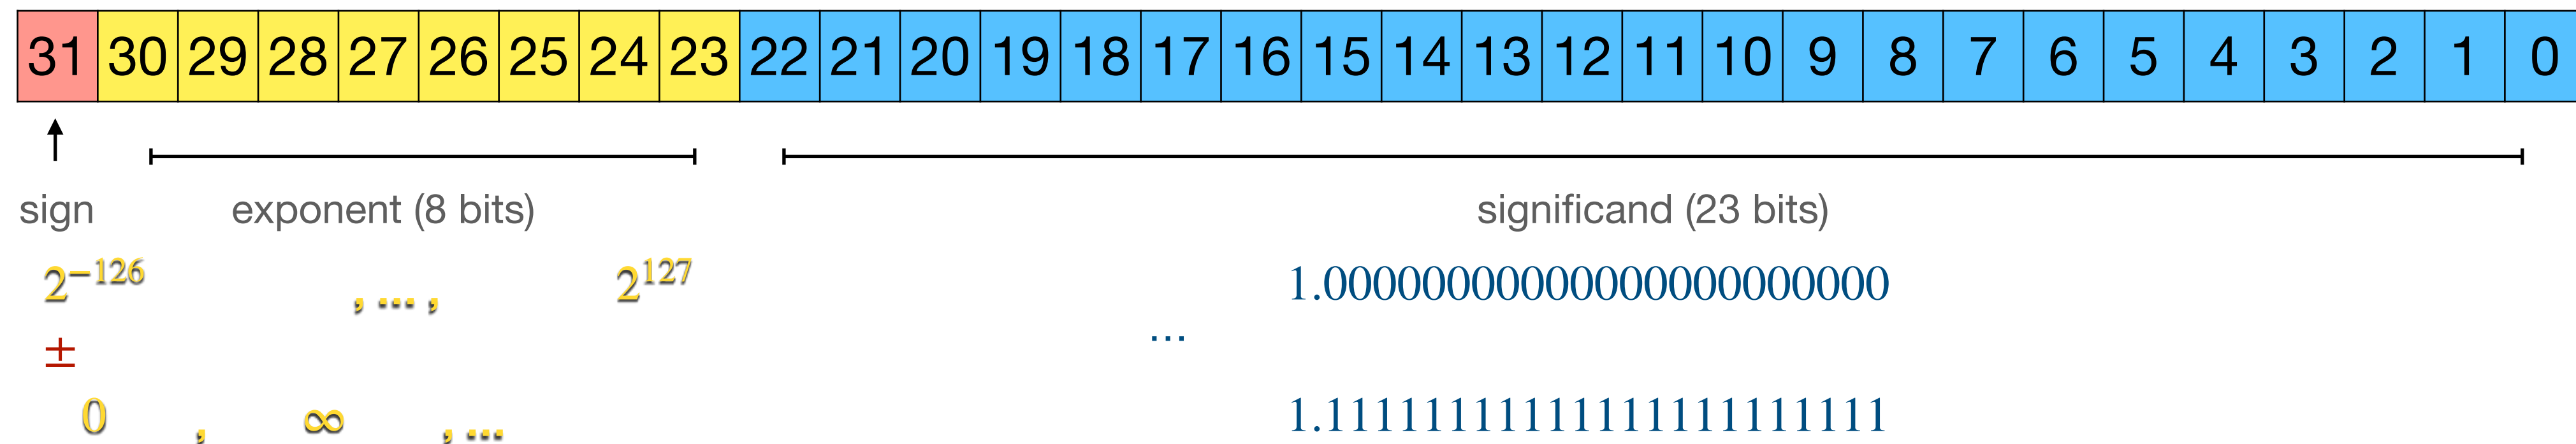 31 30 29 28 27 26 25 24 23 22 21 20 19 18 17 16 15 14 13 12 11 10 9 8 7 6 5 4 3 2 1 0
sign exponent (8 bits) significand (23 bits)
2⁻¹²⁶ , ... , 2¹²⁷ 1.00000000000000000000000
± ...
0 , ∞ , ... 1.11111111111111111111111